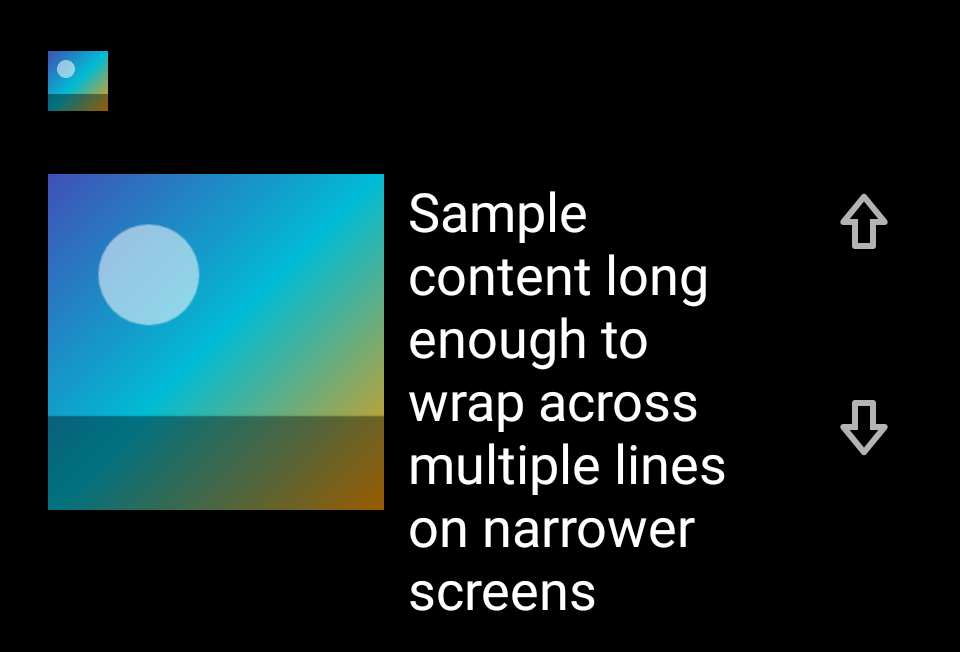 Sample
content long
enough to
wrap across
multiple lines
on narrower
screens